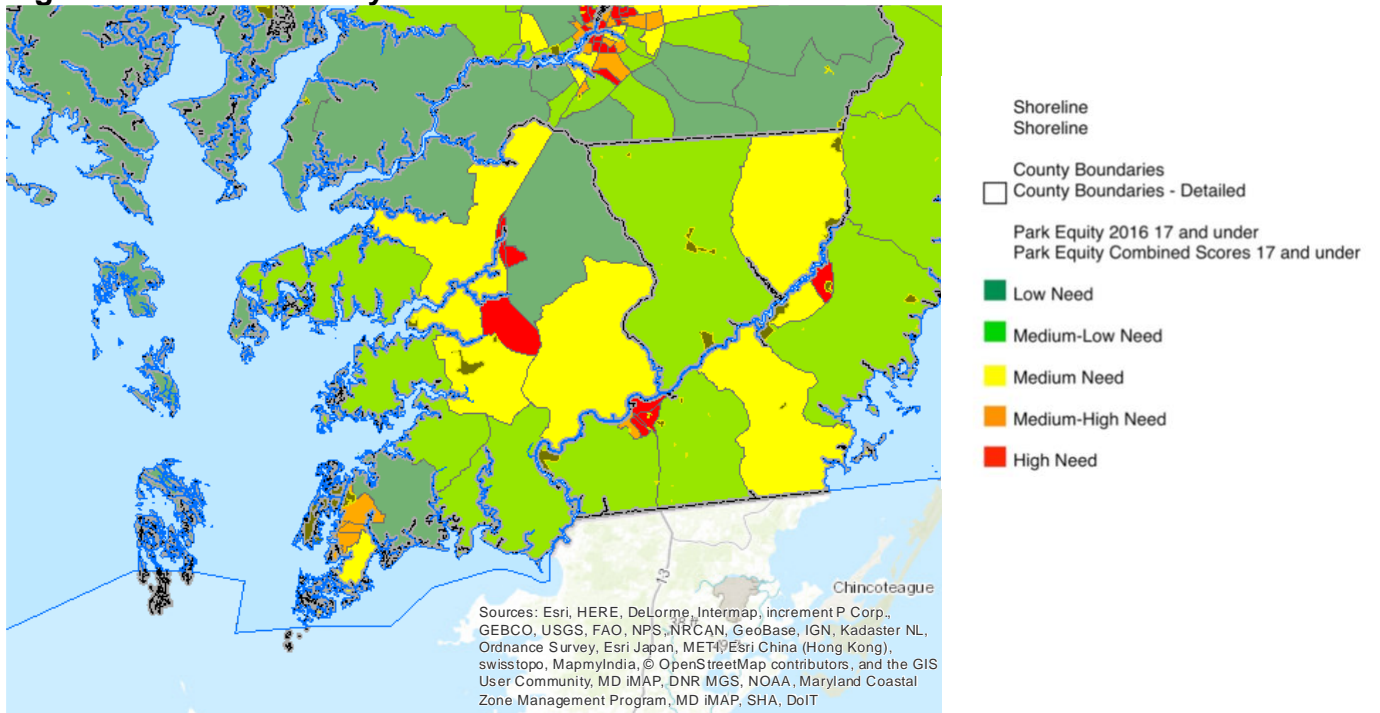 Shoreline
Shoreline
County Boundaries
County Boundaries - Detailed
Park Equity 2016 17 and under
Park Equity Combined Scores 17 and under
Low Need
Medium-Low Need
Medium Need
Medium-High Need
High Need
13
Chincoteague
Sources: Esri, HERE, DeLorme, Intermap, increment P Corp.,
GEBCO, USGS, FAO, NPS, NRCAN, GeoBase, IGN, Kadaster NL,
Ordnance Survey, Esri Japan, METI, Esri China (Hong Kong),
swisstopo, MapmyIndia, © OpenStreetMap contributors, and the GIS
User Community, MD iMAP, DNR MGS, NOAA, Maryland Coastal
Zone Management Program, MD iMAP, SHA, DoIT